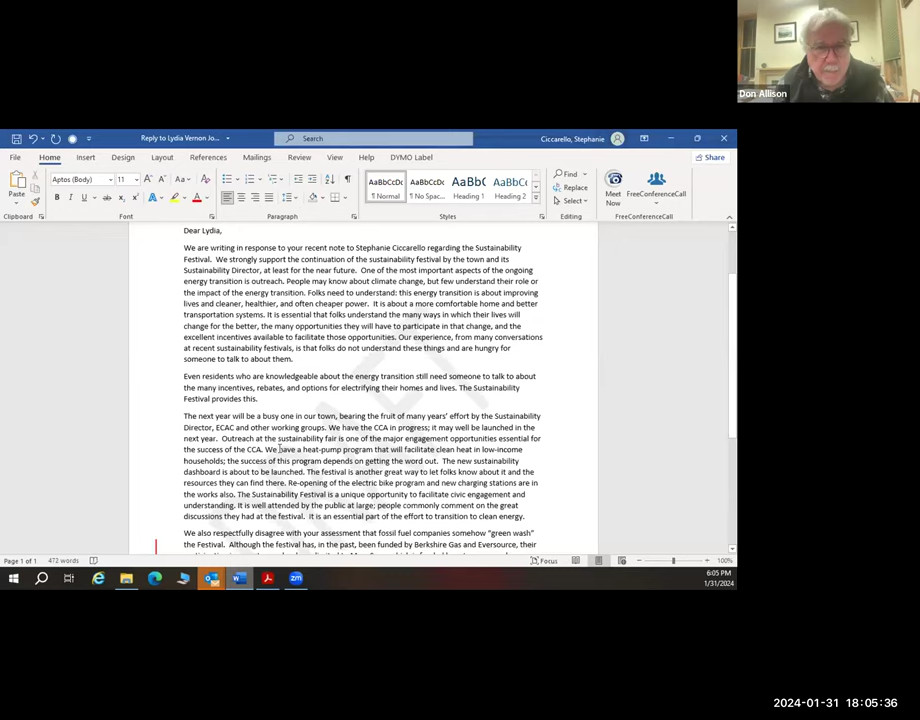 Don Allison
Reply to Lydia Vernon Jo...
Search
Ciccarello, Stephanie
File Home Insert Design Layout References Mailings Review View Help DYMO Label
Share
Paste
Aptos (Body)
11
AaBbCcDc AaBbCcDc AaBbC AaBbCc
Normal No Spac... Heading 1 Heading 2
Find
Replace
Select
Meet Now
FreeConferenceCall
Clipboard Font Paragraph Styles Editing FreeConferenceCall
Dear Lydia,
We are writing in response to your recent note to Stephanie Ciccarello regarding the Sustainability
Festival. We strongly support the continuation of the sustainability festival by the town and its
Sustainability Director, at least for the near future. One of the most important aspects of the ongoing
energy transition is outreach. People may know about climate change, but few understand their role or
the impact of the energy transition. Folks need to understand: this energy transition is about improving
lives and cleaner, healthier, and often cheaper power. It is about a more comfortable home and better
transportation systems. It is essential that folks understand the many ways in which their lives will
change for the better, the many opportunities they will have to participate in that change, and the
excellent incentives available to facilitate those opportunities. Our experience, from many conversations
at recent sustainability festivals, is that folks do not understand these things and are hungry for
someone to talk to about them.
Even residents who are knowledgeable about the energy transition still need someone to talk to about
the many incentives, rebates, and options for electrifying their homes and lives. The Sustainability
Festival provides this.
The next year will be a busy one in our town, bearing the fruit of many years' effort by the Sustainability
Director, ECAC and other working groups. We have the CCA in progress; it may well be launched in the
next year. Outreach at the sustainability fair is one of the major engagement opportunities essential for
the success of the CCA. We have a heat-pump program that will facilitate clean heat in low-income
households; the success of this program depends on getting the word out. The new sustainability
dashboard is about to be launched. The festival is another great way to let folks know about it and the
resources they can find there. Re-opening of the electric bike program and new charging stations are in
the works also. The Sustainability Festival is a unique opportunity to facilitate civic engagement and
understanding. It is well attended by the public at large; people commonly comment on the great
discussions they had at the festival. It is an essential part of the effort to transition to clean energy.
We also respectfully disagree with your assessment that fossil fuel companies somehow “green wash”
the Festival. Although the festival has, in the past, been funded by Berkshire Gas and Eversource, their
DRAFT
Page 1 of 1 472 words
Focus
100%
6:05 PM
1/31/2024
2024-01-31 18:05:36